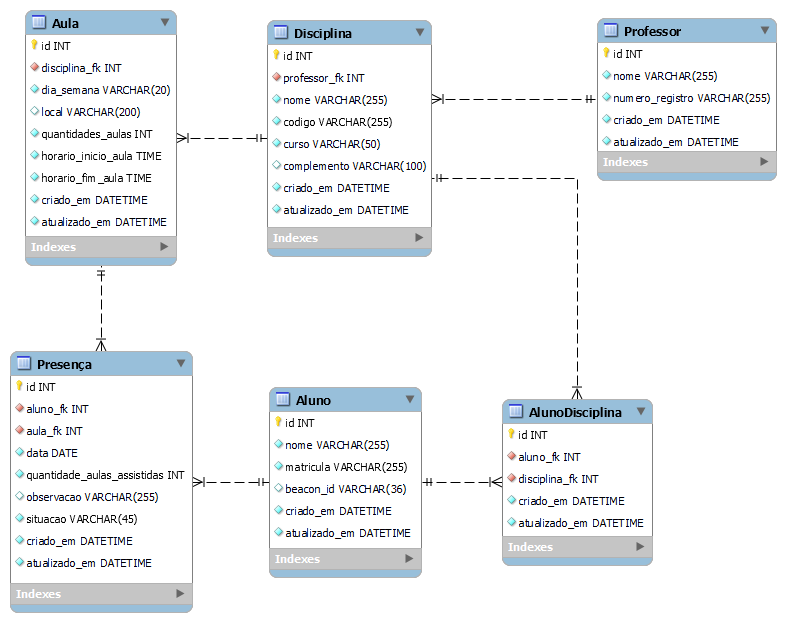 Aula
id INT
disciplina_fk INT
dia_semana VARCHAR(20)
local VARCHAR(200)
quantidades_aulas INT
horario_inicio_aula TIME
horario_fim_aula TIME
criado_em DATETIME
atualizado_em DATETIME
Indexes
Disciplina
id INT
professor_fk INT
nome VARCHAR(255)
codigo VARCHAR(255)
curso VARCHAR(50)
complemento VARCHAR(100)
criado_em DATETIME
atualizado_em DATETIME
Indexes
Professor
id INT
nome VARCHAR(255)
numero_registro VARCHAR(255)
criado_em DATETIME
atualizado_em DATETIME
Indexes
Presença
id INT
aluno_fk INT
aula_fk INT
data DATE
quantidade_aulas_assistidas INT
observacao VARCHAR(255)
situacao VARCHAR(45)
criado_em DATETIME
atualizado_em DATETIME
Indexes
Aluno
id INT
nome VARCHAR(255)
matricula VARCHAR(255)
beacon_id VARCHAR(36)
criado_em DATETIME
atualizado_em DATETIME
Indexes
AlunoDisciplina
id INT
aluno_fk INT
disciplina_fk INT
criado_em DATETIME
atualizado_em DATETIME
Indexes